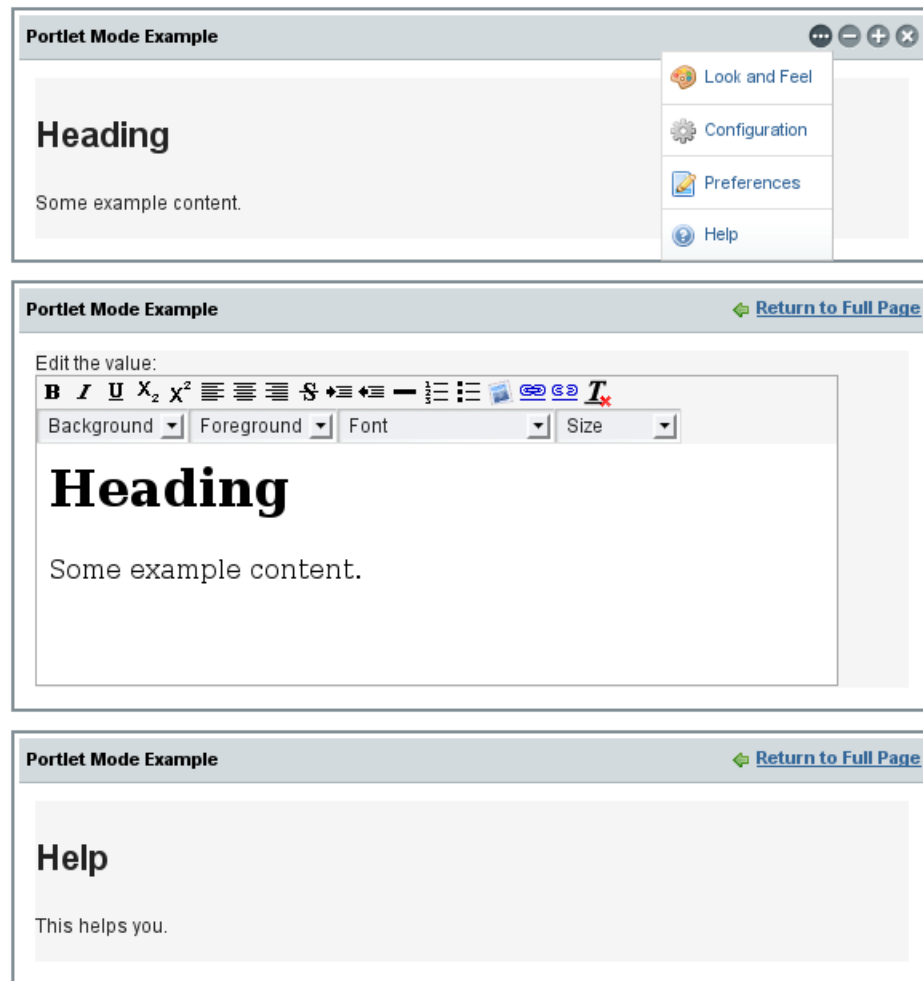 Portlet Mode Example
Look and Feel
Heading
Configuration
Preferences
Some example content.
Help
Portlet Mode Example
Return to Full Page
Edit the value:
B I U X₂ X² S T
Background Foreground Font Size
Heading
Some example content.
Portlet Mode Example
Return to Full Page
Help
This helps you.